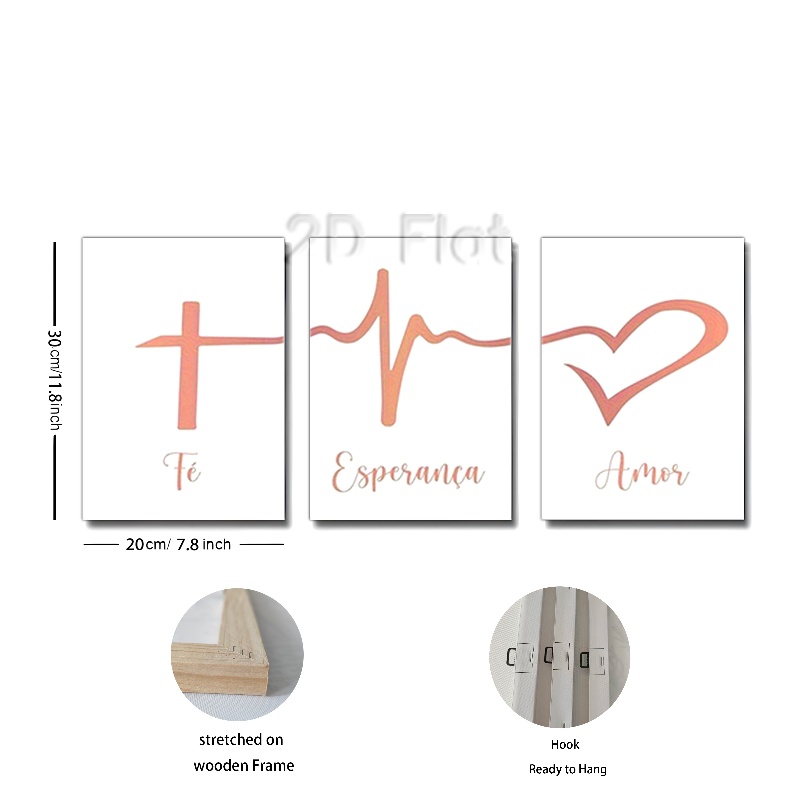 2D Flat
30cm/11.8inch
Fé
Esperança
Amor
20cm/ 7.8 inch
stretched on
wooden Frame
Hook
Ready to Hang